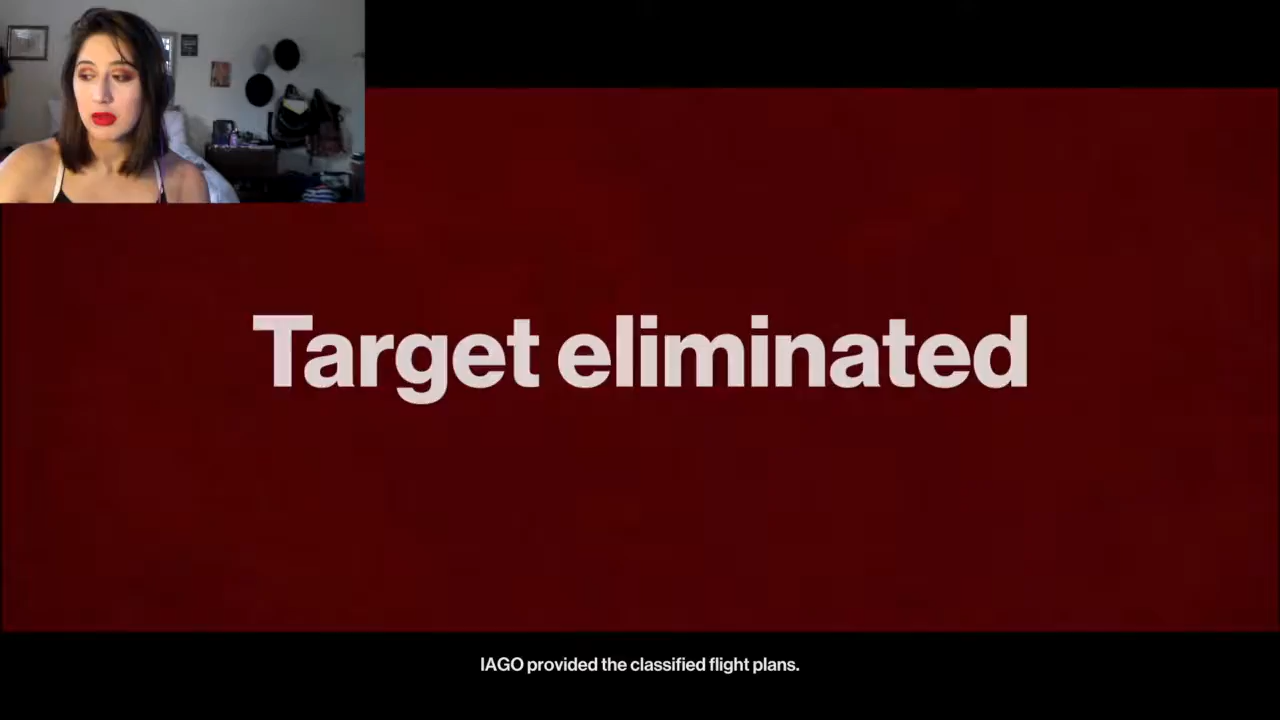 Target eliminated
IAGO provided the classified flight plans.